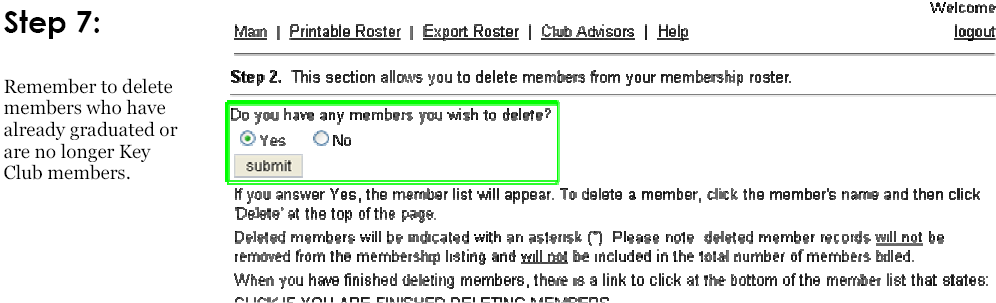 Step 7:
Remember to delete
members who have
already graduated or
are no longer Key
Club members.
Welcome
Main | Printable Roster | Export Roster | Club Advisors | Help
logout
Step 2. This section allows you to delete members from your membership roster.
Do you have any members you wish to delete?
Yes No
submit
If you answer Yes, the member list will appear. To delete a member, click the member's name and then click
'Delete' at the top of the page.
Deleted members will be indicated with an asterisk (*) Please note deleted member records will not be
removed from the membership listing and will not be included in the total number of members billed.
When you have finished deleting members, there is a link to click at the bottom of the member list that states:
CLICK IF YOU ARE FINISHED DELETING MEMBERS